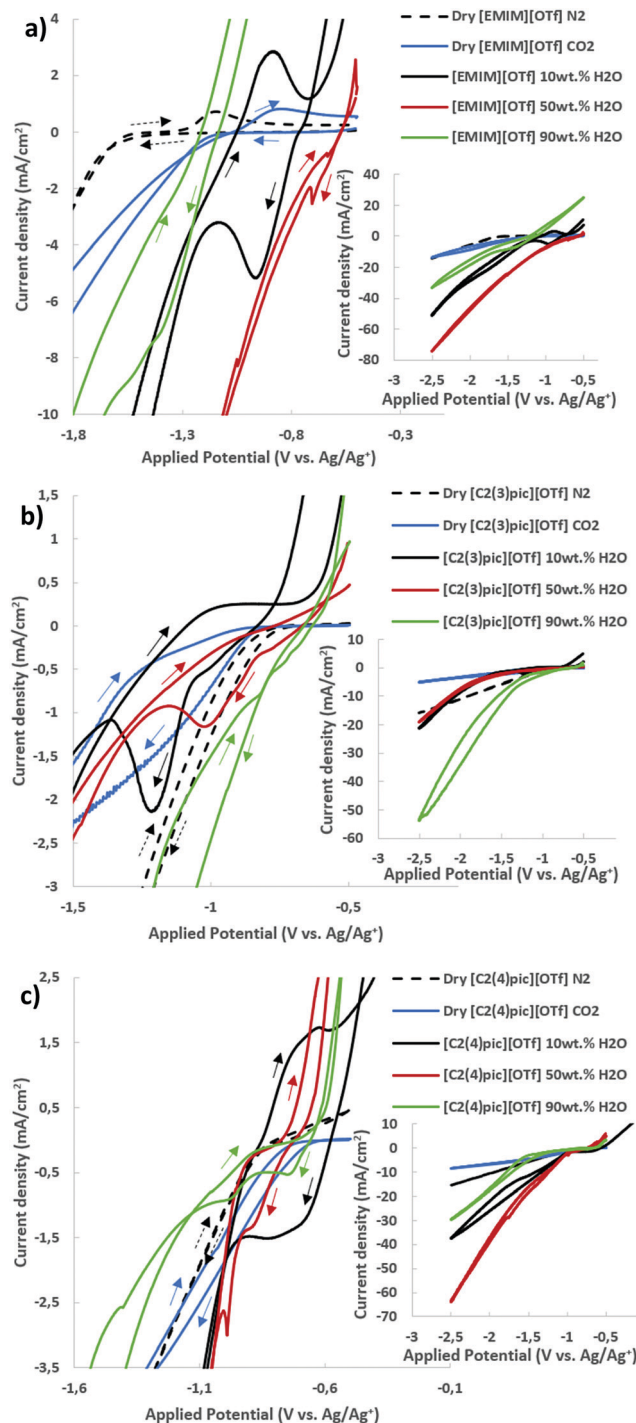 a)
Dry [EMIM][OTf] N2
Dry [EMIM][OTf] CO2
[EMIM][OTf] 10wt.% H2O
[EMIM][OTf] 50wt.% H2O
[EMIM][OTf] 90wt.% H2O
Current density (mA/cm²)
4
2
0
-2
-4
-6
-8
-10
-1,8
-1,3
-0,8
-0,3
Applied Potential (V vs. Ag/Ag⁺)
Current density (mA/cm²)
40
20
0
-20
-40
-60
80
-3
-2,5
-2
-1,5
-1
-0,5
0
Applied Potential (V vs. Ag/Ag⁺)
b)
Dry [C2(3)pic][OTf] N2
Dry [C2(3)pic][OTf] CO2
[C2(3)pic][OTf] 10wt.% H2O
[C2(3)pic][OTf] 50wt.% H2O
[C2(3)pic][OTf] 90wt.% H2O
Current density (mA/cm²)
1,5
1
0,5
0
-0,5
-1
-1,5
-2
-2,5
-3
-1,5
-1
-0,5
Applied Potential (V vs. Ag/Ag⁺)
Current density (mA/cm²)
10
0
-10
-20
-30
-40
-50
-60
-3
-2,5
-2
-1,5
-1
-0,5
0
Applied Potential (V vs. Ag/Ag⁺)
c)
Dry [C2(4)pic][OTf] N2
Dry [C2(4)pic][OTf] CO2
[C2(4)pic][OTf] 10wt.% H2O
[C2(4)pic][OTf] 50wt.% H2O
[C2(4)pic][OTf] 90wt.% H2O
Current density (mA/cm²)
2,5
1,5
0,5
-0,5
-1,5
-2,5
-3,5
-1,6
-1,1
-0,6
-0,1
Applied Potential (V vs. Ag/Ag⁺)
Current density (mA/cm²)
10
0
-10
-20
-30
-40
-50
-60
-70
-3
-2,5
-2
-1,5
-1
-0,5
0
Applied Potential (V vs. Ag/Ag⁺)